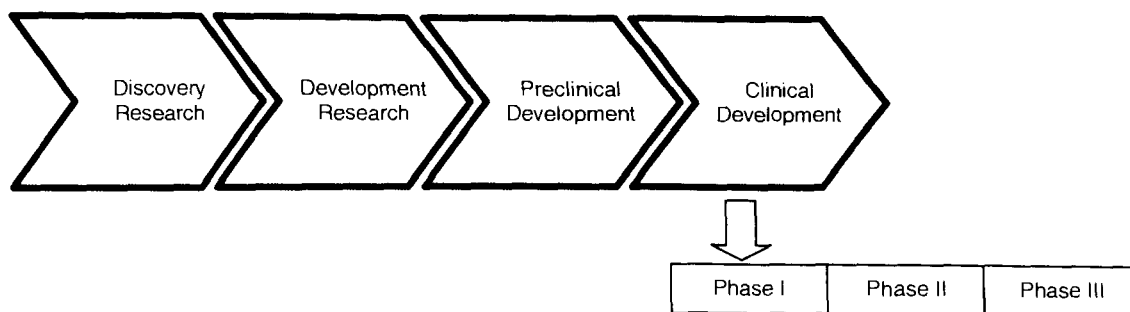 Discovery
Research
Development
Research
Preclinical
Development
Clinical
Development
Phase I
Phase II
Phase III